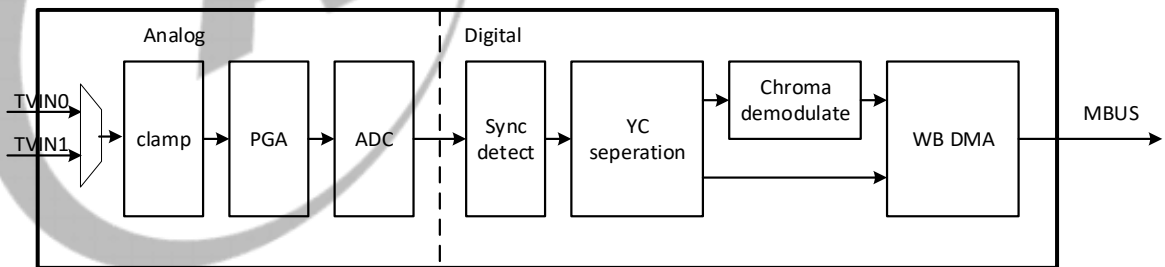 Analog
Digital
TVIN0
TVIN1
clamp
PGA
ADC
Sync
detect
YC
seperation
Chroma
demodulate
WB DMA
MBUS